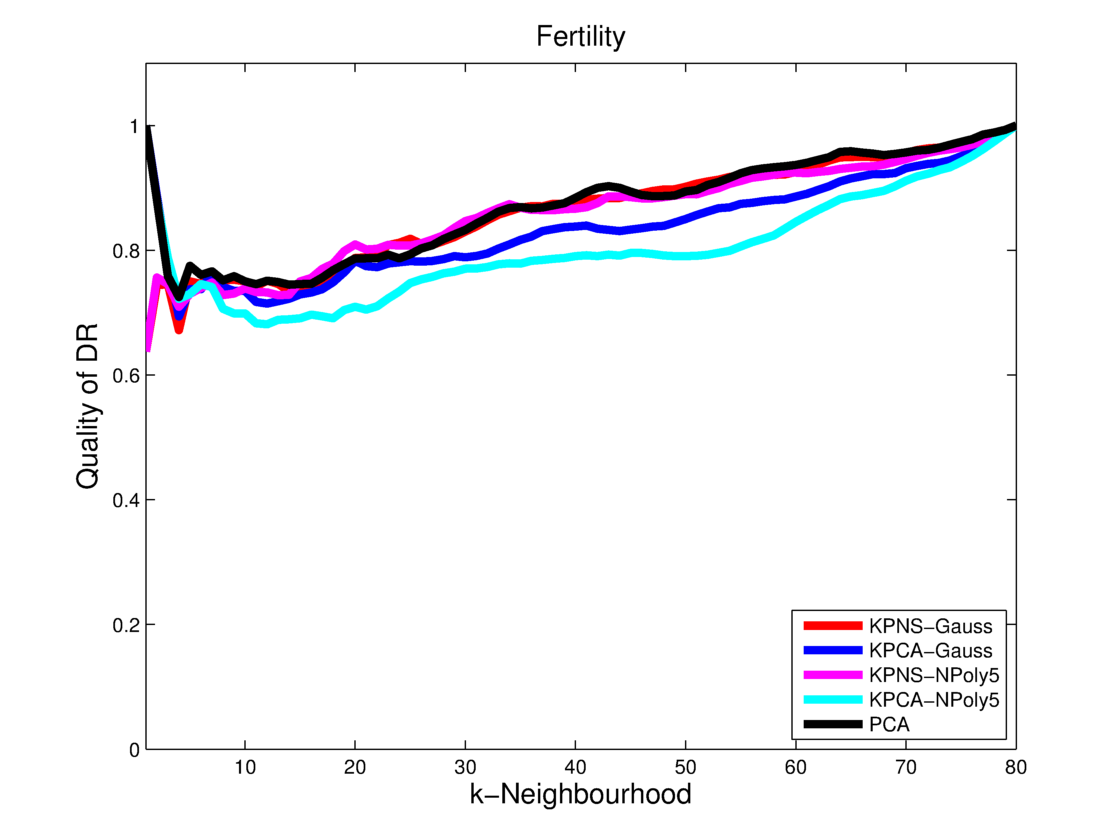 Fertility
Quality of DR
1
0.8
0.6
0.4
0.2
0
10 20 30 40 50 60 70 80
k−Neighbourhood
KPNS−Gauss
KPCA−Gauss
KPNS−NPoly5
KPCA−NPoly5
PCA